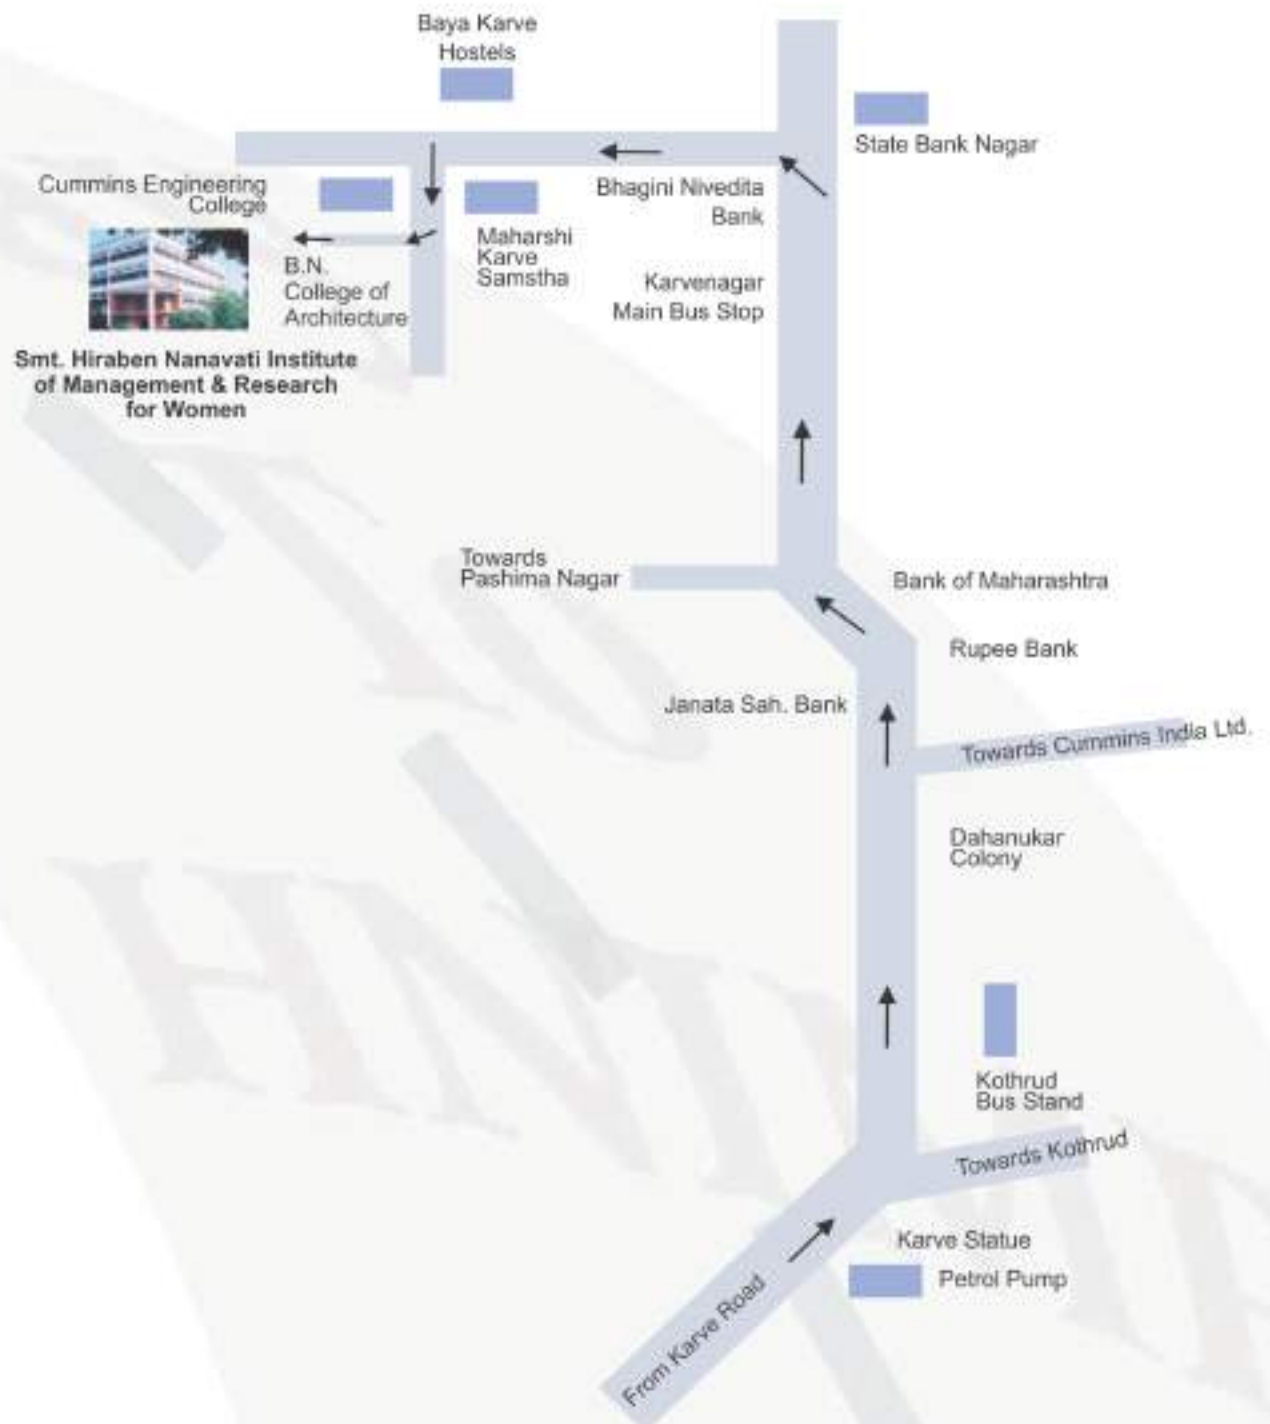 Baya Karve
Hostels
State Bank Nagar
Cummins Engineering
College
Bhagini Nivedita
Bank
Maharshi
Karve
Samstha
B.N.
College of
Architecture
Karvenagar
Main Bus Stop
Smt. Hiraben Nanavati Institute
of Management & Research
for Women
Towards
Pashima Nagar
Bank of Maharashtra
Rupee Bank
Janata Sah. Bank
Towards Cummins India Ltd.
Dahanukar
Colony
Kothrud
Bus Stand
Towards Kothrud
Karve Statue
Petrol Pump
From Karve Road